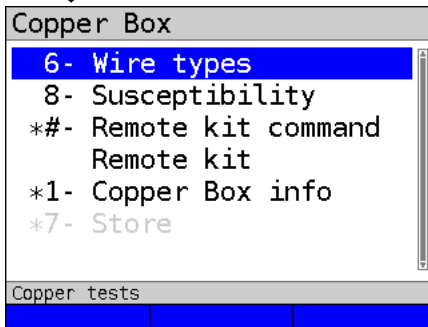 Copper Box
6- Wire types
8- Susceptibility
*#- Remote kit command
Remote kit
*1- Copper Box info
*7- Store
Copper tests